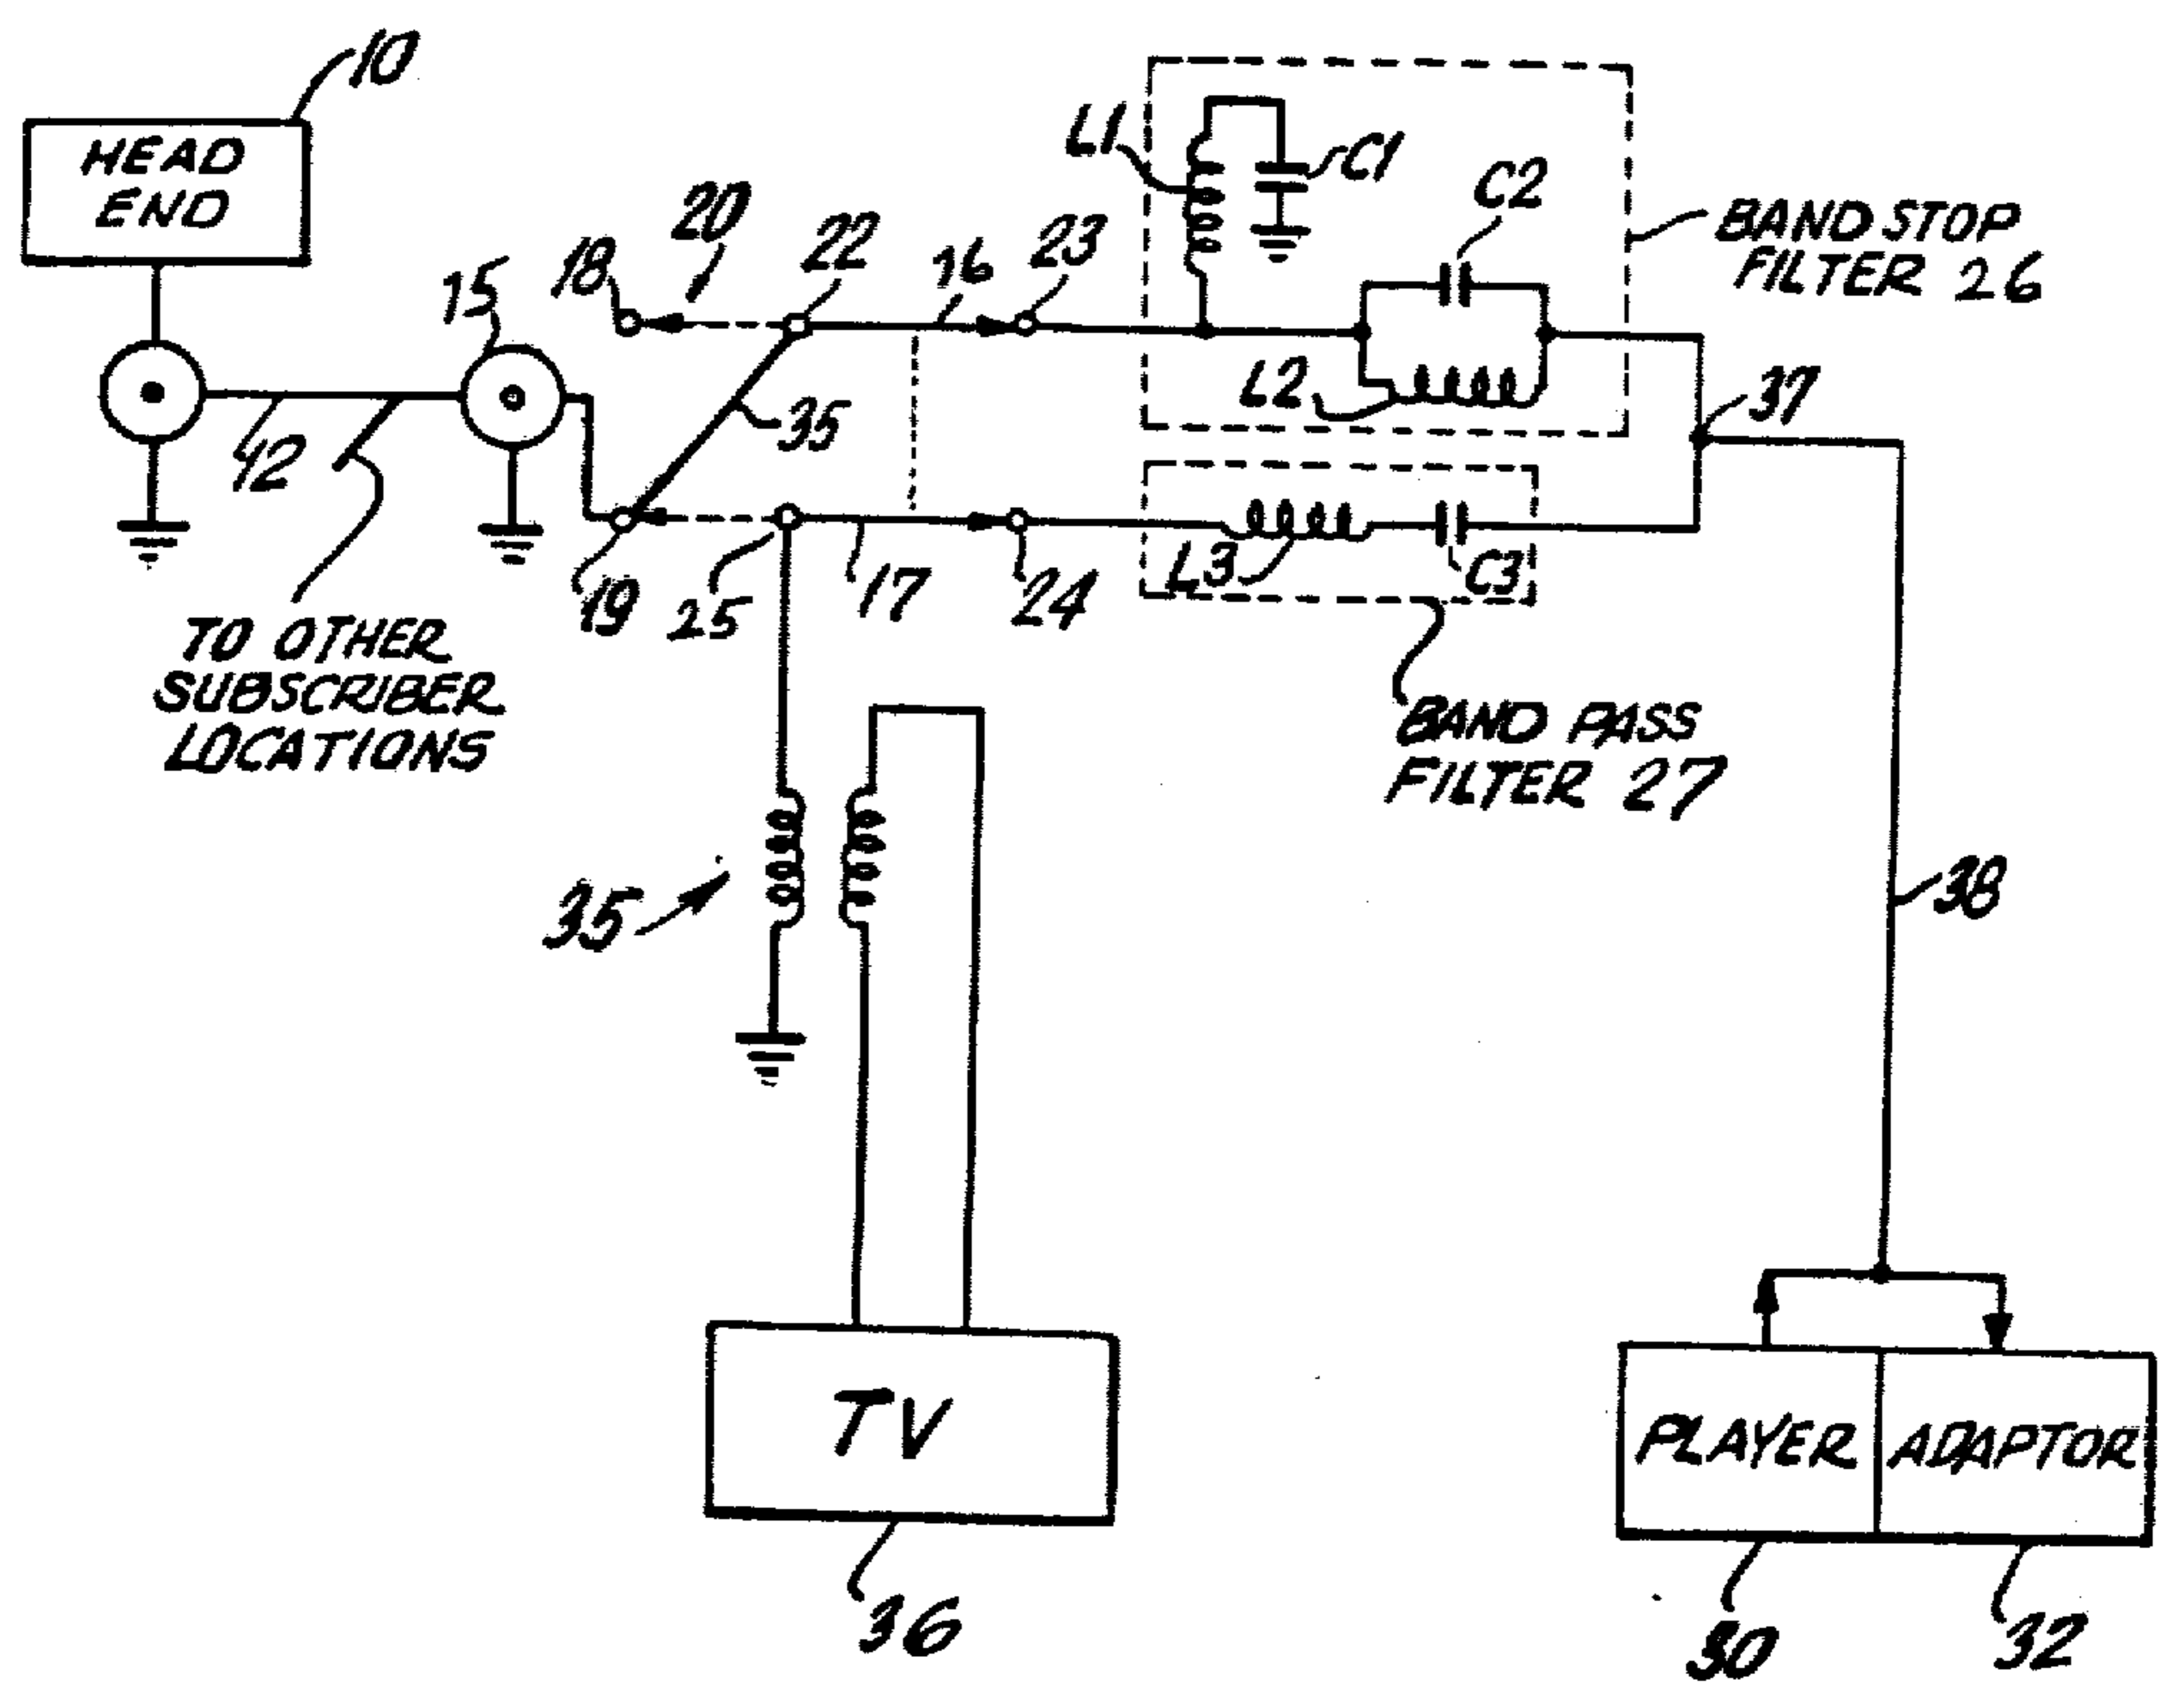 10
HEAD
END
15
42
TO OTHER
SUBSCRIBER
LOCATIONS
18
20
22
16
23
35
19
25
17
24
L1
C1
C2
L2
BAND STOP
FILTER 26
37
L3
C3
BAND PASS
FILTER 27
35
38
TV
36
PLAYER
ADAPTOR
30
32